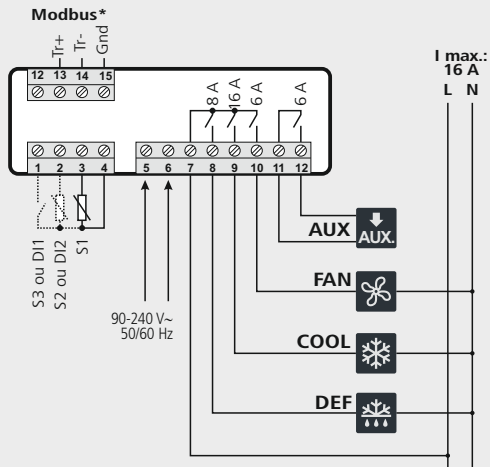 Modbus*
Tr+
Tr-
Gnd
12 13 14 15
8 A
16 A
6 A
6 A
I max.:
16 A
L N
1 2 3 4
5 6 7 8 9 10 11 12
S3 ou DI1
S2 ou DI2
S1
90-240 V~
50/60 Hz
AUX
AUX.
FAN
COOL
DEF